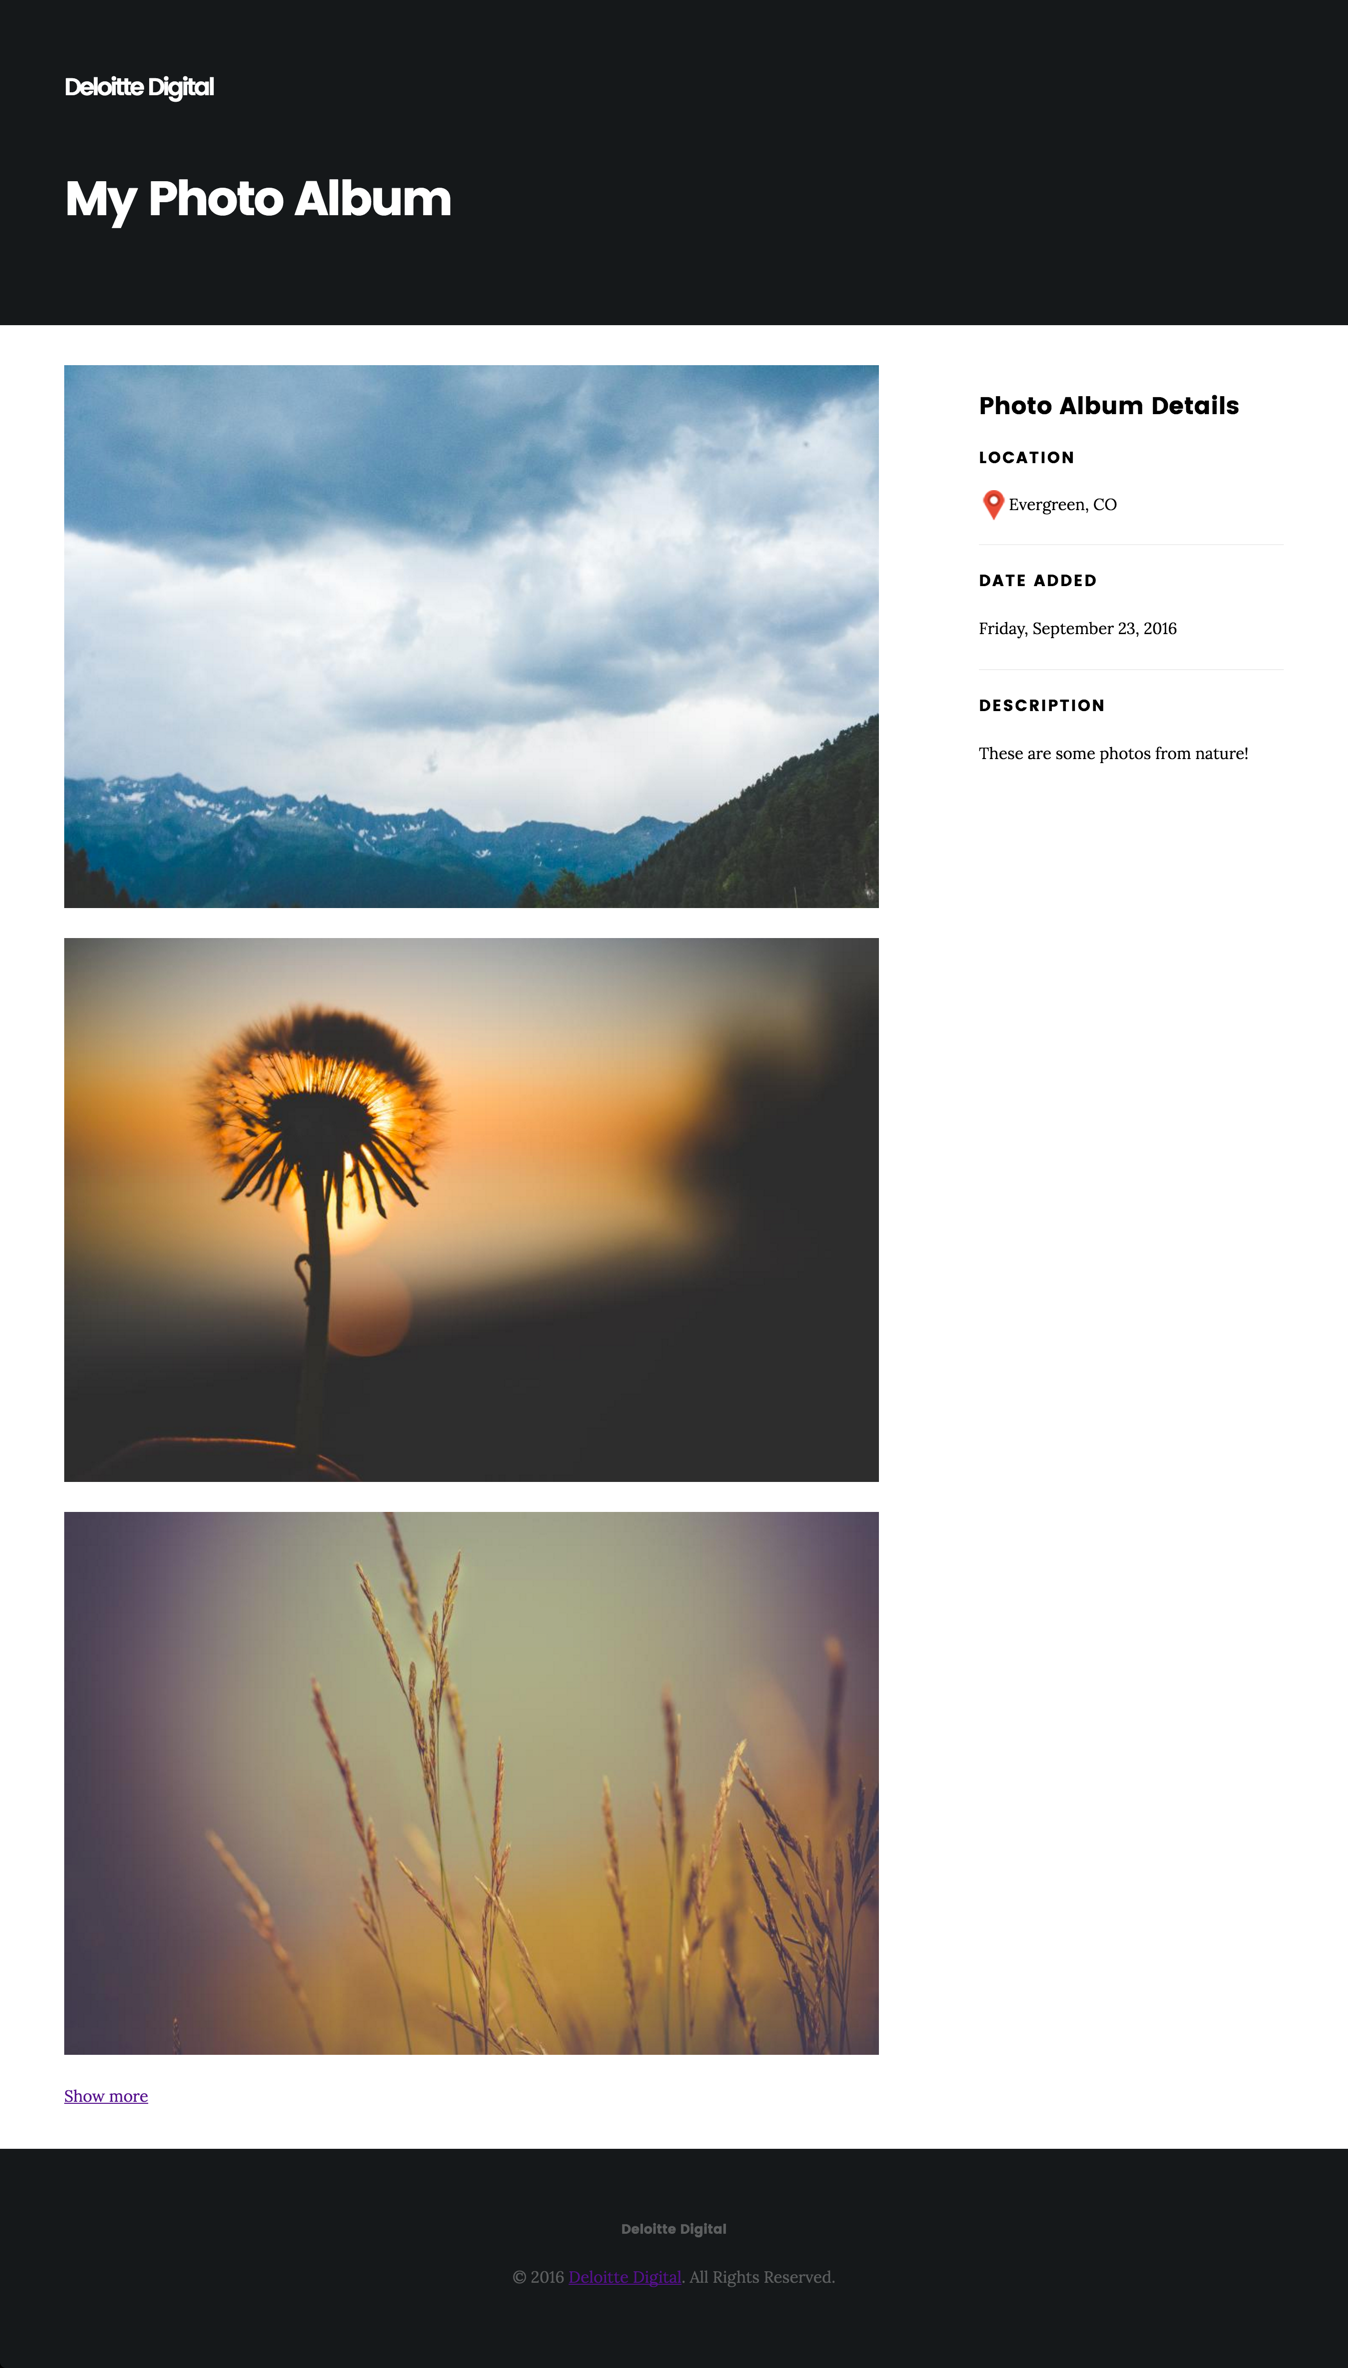 Deloitte Digital
My Photo Album
Photo Album Details
LOCATION
Evergreen, CO
DATE ADDED
Friday, September 23, 2016
DESCRIPTION
These are some photos from nature!
Show more
Deloitte Digital
© 2016 Deloitte Digital. All Rights Reserved.